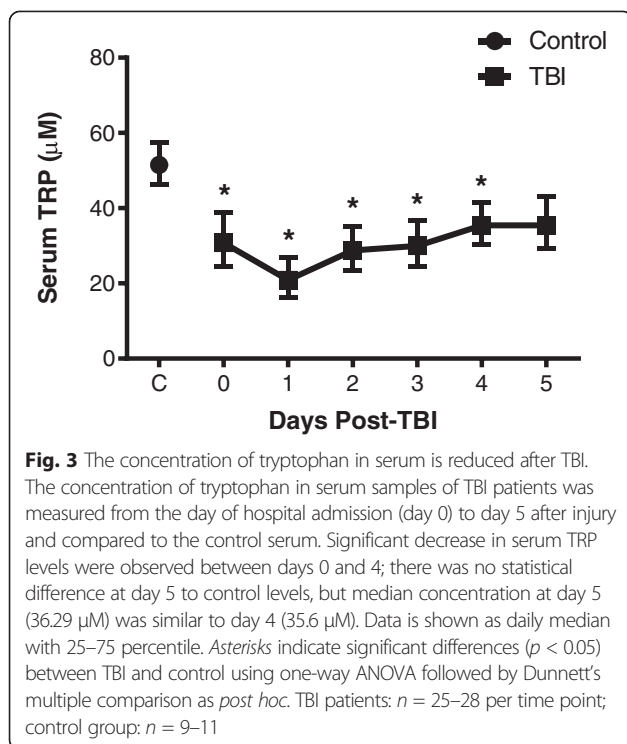 Control
TBI
80
60
40
20
0
Serum TRP (μM)
*
*
*
*
*
C 0 1 2 3 4 5
Days Post-TBI
Fig. 3 The concentration of tryptophan in serum is reduced after TBI.
The concentration of tryptophan in serum samples of TBI patients was
measured from the day of hospital admission (day 0) to day 5 after injury
and compared to the control serum. Significant decrease in serum TRP
levels were observed between days 0 and 4; there was no statistical
difference at day 5 to control levels, but median concentration at day 5
(36.29 μM) was similar to day 4 (35.6 μM). Data is shown as daily median
with 25–75 percentile. Asterisks indicate significant differences (p < 0.05)
between TBI and control using one-way ANOVA followed by Dunnett's
multiple comparison as post hoc. TBI patients: n = 25–28 per time point;
control group: n = 9–11